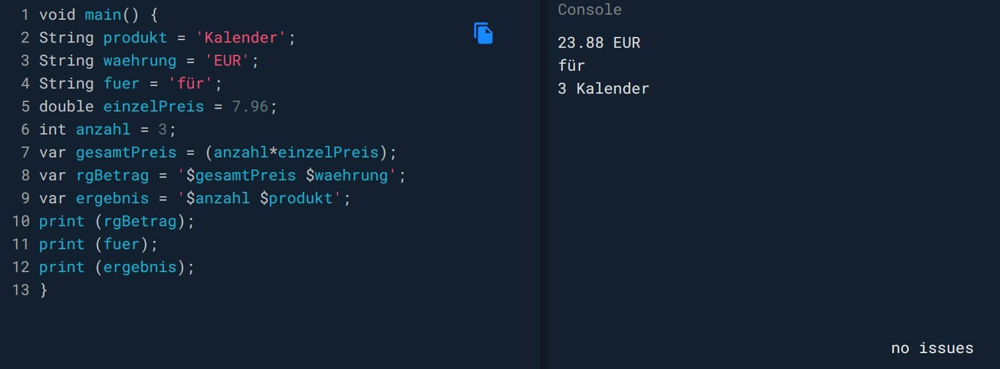 1 void main() {
2 String produkt = 'Kalender';
3 String waehrung = 'EUR';
4 String fuer = 'für';
5 double einzelPreis = 7.96;
6 int anzahl = 3;
7 var gesamtPreis = (anzahl*einzelPreis);
8 var rgBetrag = '$gesamtPreis $waehrung';
9 var ergebnis = '$anzahl $produkt';
10 print (rgBetrag);
11 print (fuer);
12 print (ergebnis);
13 }
Console
23.88 EUR
für
3 Kalender
no issues